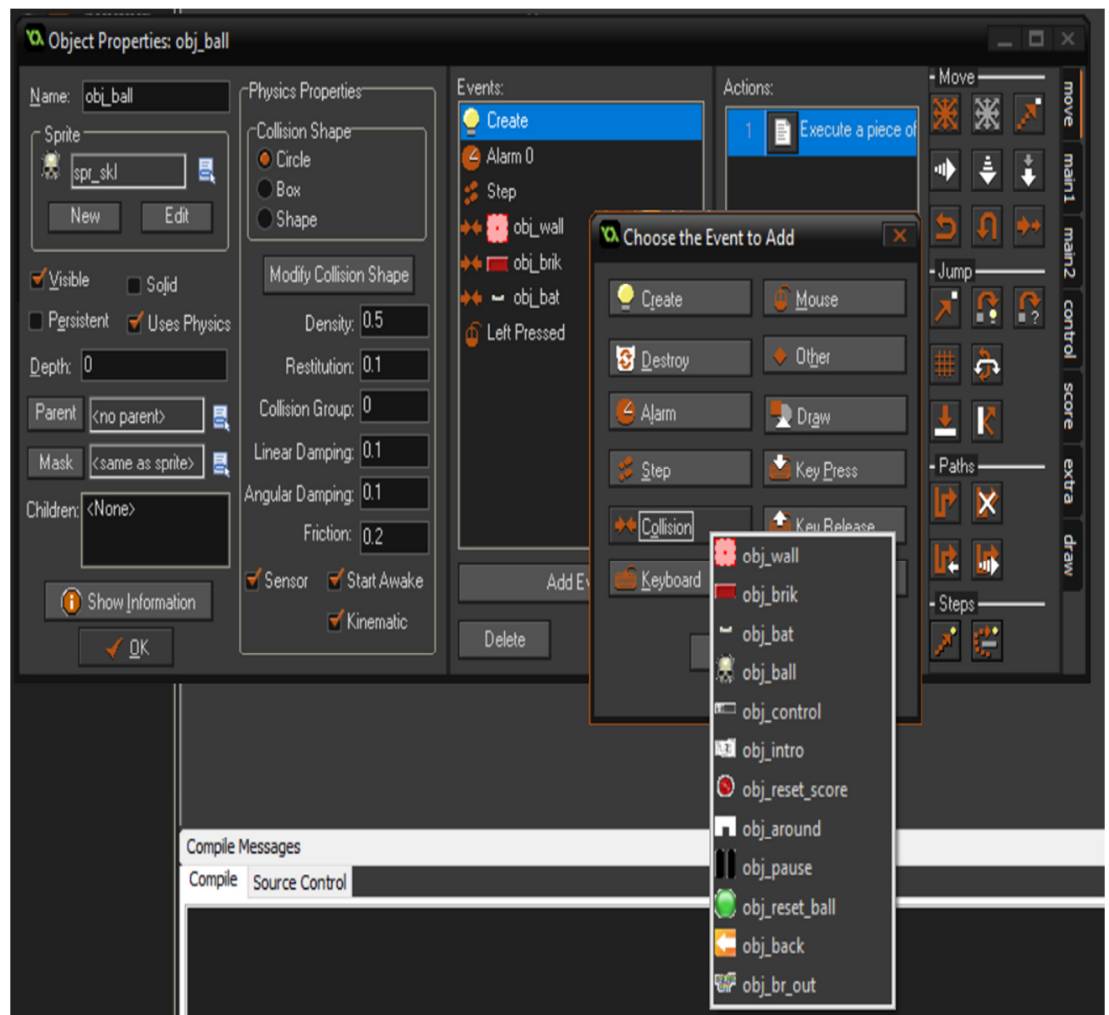 Object Properties: obj_ball
Name: obj_ball
Sprite
spr_skl
New Edit
Visible Solid
Persistent Uses Physics
Depth: 0
Parent <no parent>
Mask <same as sprite>
Children: <None>
Show Information
OK
Physics Properties
Collision Shape
Circle
Box
Shape
Modify Collision Shape
Density: 0.5
Restitution: 0.1
Collision Group: 0
Linear Damping: 0.1
Angular Damping: 0.1
Friction: 0.2
Sensor Start Awake
Kinematic
Events:
Create
Alarm 0
Step
obj_wall
obj_brik
obj_bat
Left Pressed
Add Ev
Delete
Actions:
1 Execute a piece of
Choose the Event to Add
Create Mouse
Destroy Other
Alarm Draw
Step Key Press
Collision Key Release
Keyboard
obj_wall
obj_brik
obj_bat
obj_ball
obj_control
obj_intro
obj_reset_score
obj_around
obj_pause
obj_reset_ball
obj_back
obj_br_out
Move
Jump
Paths
Steps
move
main1
main2
control
score
extra
draw
Compile Messages
Compile Source Control